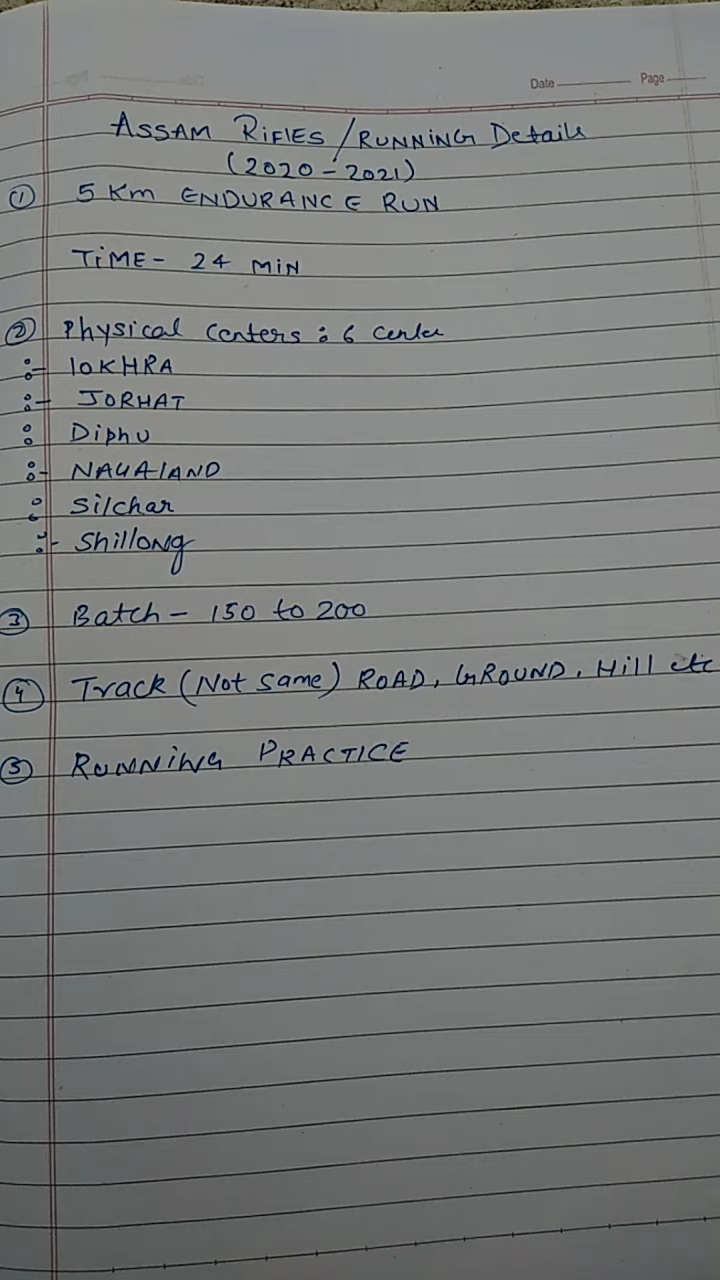 Date Page
ASSAM RIFlES / RUNNING Details
(2020-2021)
① 5 Km ENDURANCE RUN
TiME- 24 MiN
② Physical Centers : 6 Center
:- lOKHRA
:- JORHAT
: Diphu
:- NAGAlAND
: Silchar
:- Shillong
③ Batch - 150 to 200
④ Track (Not Same) ROAD, GROUND, Hill etc
⑤ RUNNiNG PRACTICE